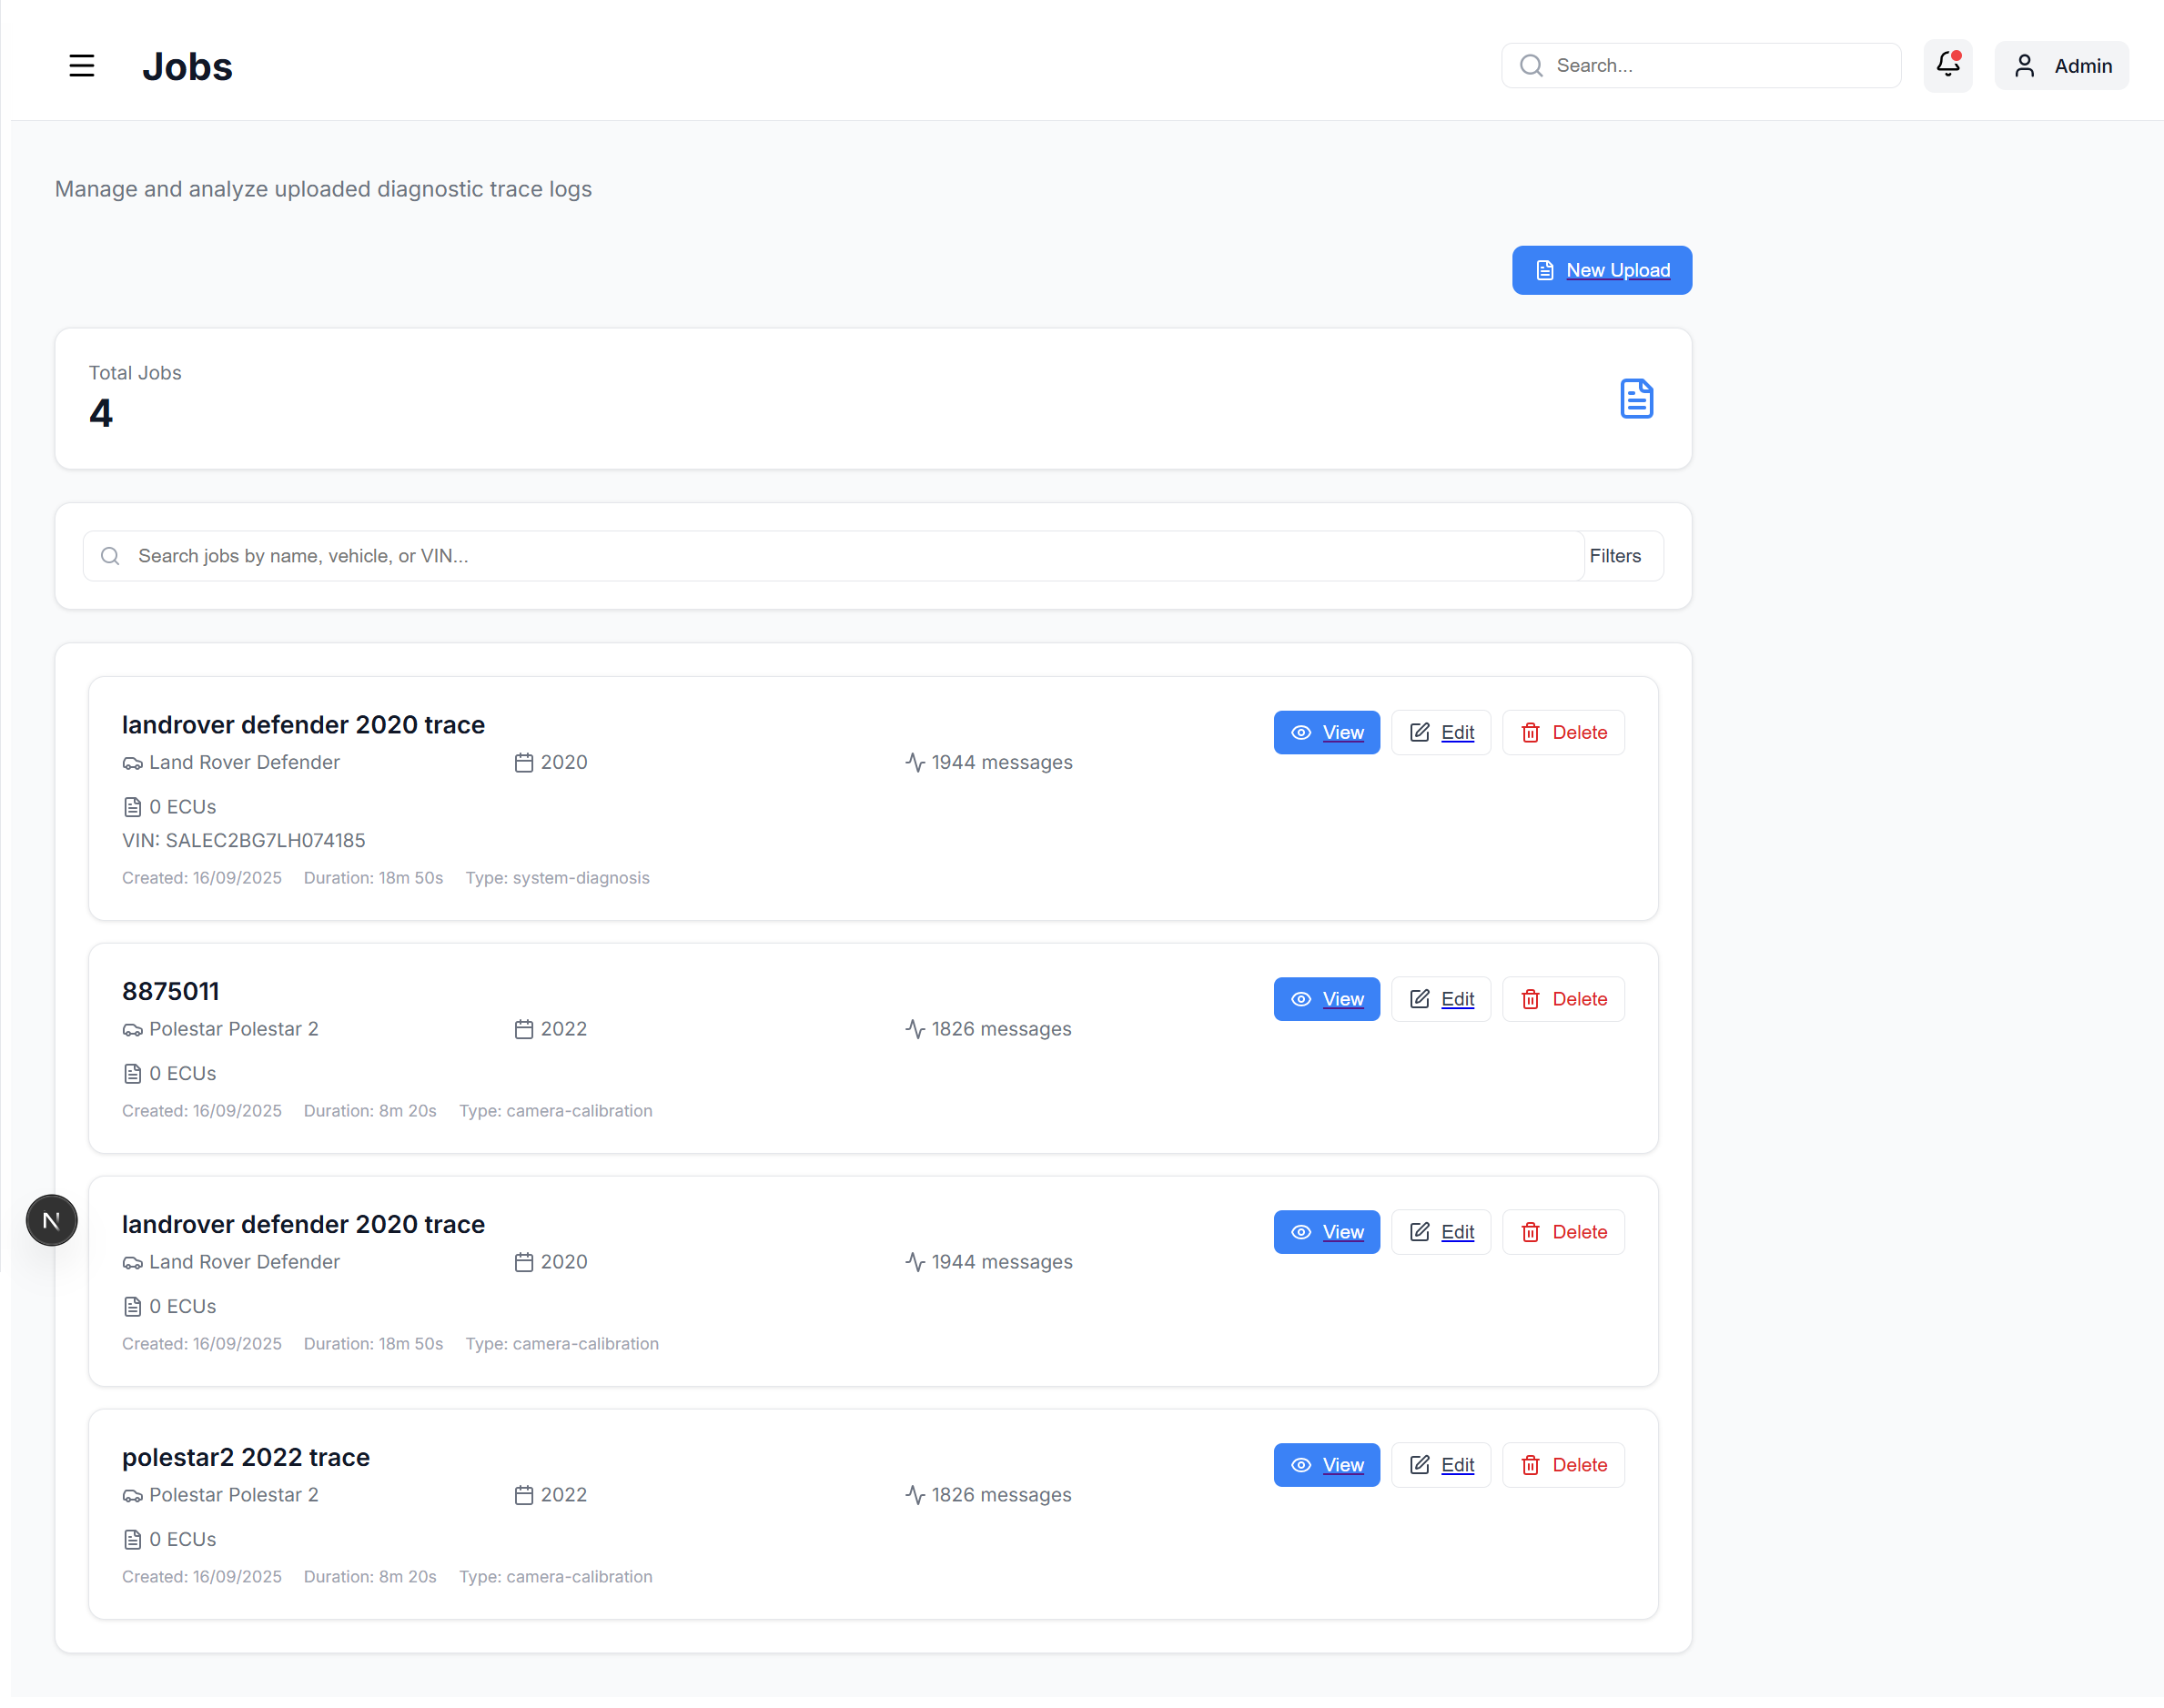 Jobs
Search...
Admin
Manage and analyze uploaded diagnostic trace logs
New Upload
Total Jobs
4
Search jobs by name, vehicle, or VIN...
Filters
landrover defender 2020 trace
View Edit Delete
Land Rover Defender 2020 1944 messages
0 ECUs
VIN: SALEC2BG7LH074185
Created: 16/09/2025 Duration: 18m 50s Type: system-diagnosis
8875011
View Edit Delete
Polestar Polestar 2 2022 1826 messages
0 ECUs
Created: 16/09/2025 Duration: 8m 20s Type: camera-calibration
landrover defender 2020 trace
View Edit Delete
Land Rover Defender 2020 1944 messages
0 ECUs
Created: 16/09/2025 Duration: 18m 50s Type: camera-calibration
N
polestar2 2022 trace
View Edit Delete
Polestar Polestar 2 2022 1826 messages
0 ECUs
Created: 16/09/2025 Duration: 8m 20s Type: camera-calibration